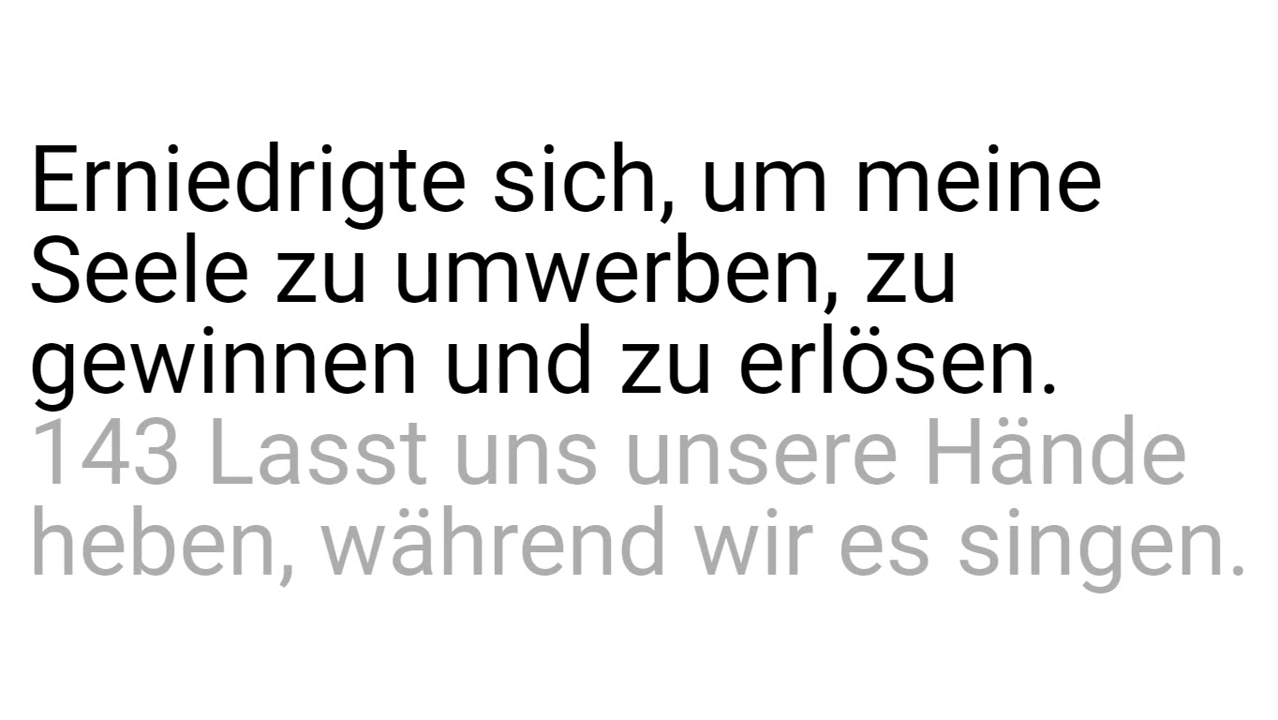 Erniedrigte sich, um meine
Seele zu umwerben, zu
gewinnen und zu erlösen.
143 Lasst uns unsere Hände
heben, während wir es singen.